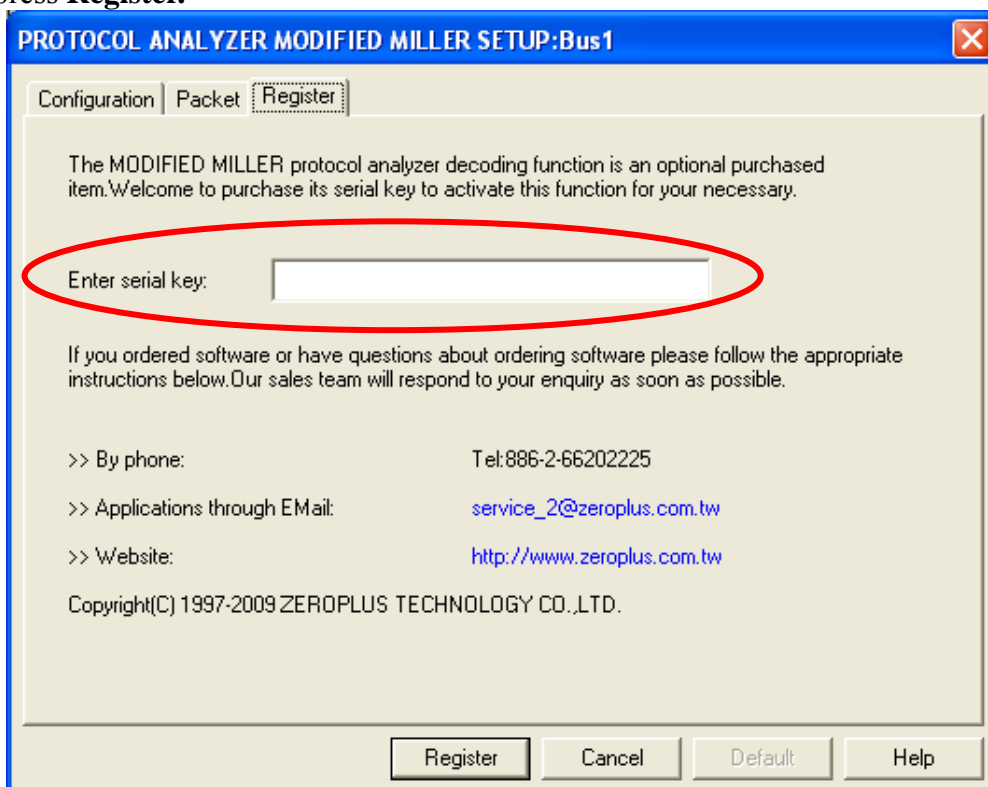 press Register.
PROTOCOL ANALYZER MODIFIED MILLER SETUP:Bus1
Configuration Packet Register
The MODIFIED MILLER protocol analyzer decoding function is an optional purchased
item.Welcome to purchase its serial key to activate this function for your necessary.
Enter serial key:
If you ordered software or have questions about ordering software please follow the appropriate
instructions below.Our sales team will respond to your enquiry as soon as possible.
>> By phone: Tel:886-2-66202225
>> Applications through EMail: service_2@zeroplus.com.tw
>> Website: http://www.zeroplus.com.tw
Copyright(C) 1997-2009 ZEROPLUS TECHNOLOGY CO.,LTD.
Register Cancel Default Help